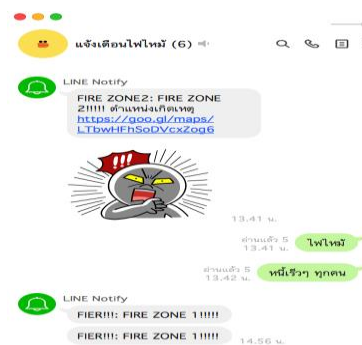 แจ้งเตือนไฟไหม้ (6)
LINE Notify
FIRE ZONE2: FIRE ZONE
2!!!!! ตำแหน่งเกิดเหตุ
https://goo.gl/maps/
LTbwHFhSoDVcxZog6
!!!
13.41 น.
อ่านแล้ว 5
13.41 น.
ไฟไหม้
อ่านแล้ว 5
13.42 น.
หนีเร็วๆ ทุกคน
LINE Notify
FIER!!!: FIRE ZONE 1 !!!!!
FIER!!!: FIRE ZONE 1 !!!!!
14.56 น.